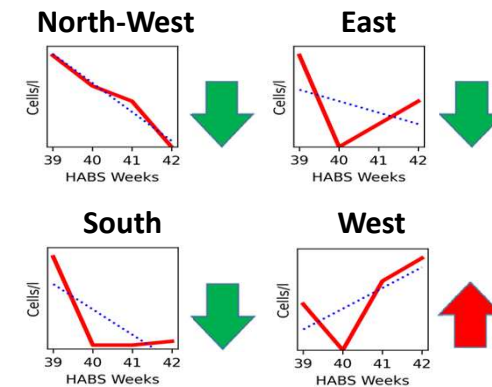 North-West
East
Cells/l
39 40 41 42
HABS Weeks
Cells/l
39 40 41 42
HABS Weeks
South
West
Cells/l
39 40 41 42
HABS Weeks
Cells/l
39 40 41 42
HABS Weeks